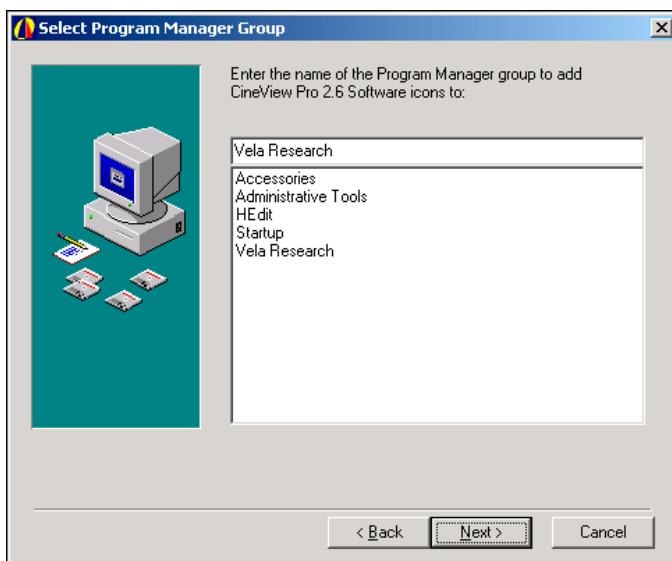 Select Program Manager Group
Enter the name of the Program Manager group to add
CineView Pro 2.6 Software icons to:
Vela Research
Accessories
Administrative Tools
HEdit
Startup
Vela Research
< Back
Next >
Cancel